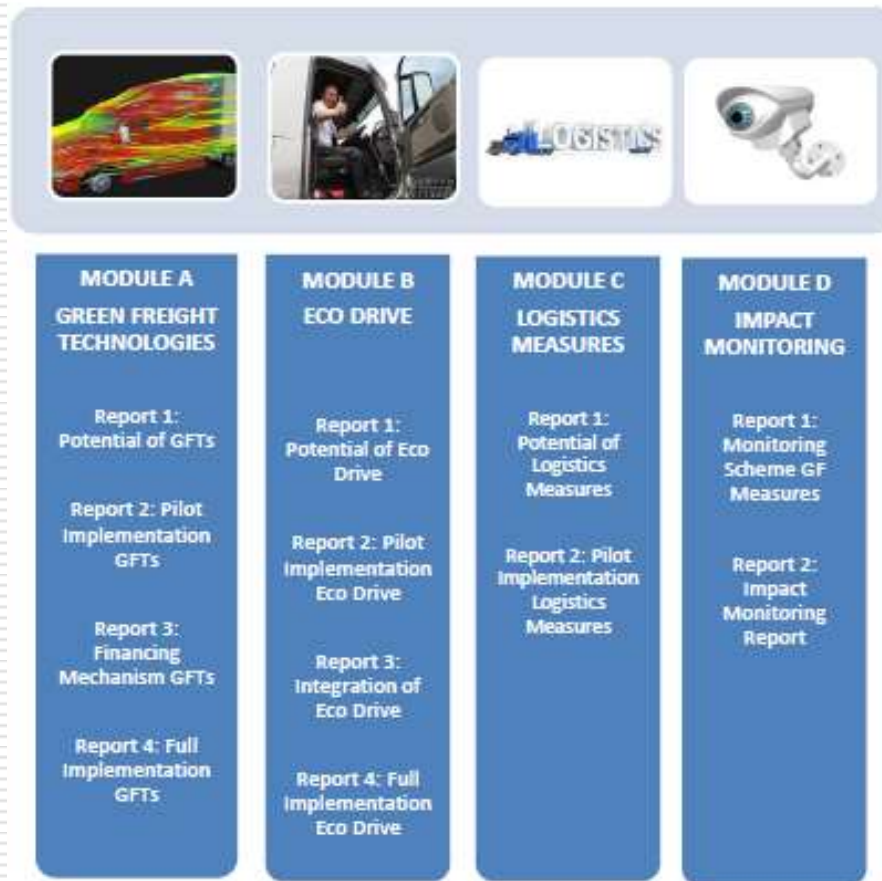 LOGISTICS
MODULE A
GREEN FREIGHT
TECHNOLOGIES
Report 1:
Potential of GFTs
Report 2: Pilot
Implementation
GFTs
Report 3:
Financing
Mechanism GFTs
Report 4: Full
Implementation
GFTs
MODULE B
ECO DRIVE
Report 1:
Potential of Eco
Drive
Report 2: Pilot
Implementation
Eco Drive
Report 3:
Integration of
Eco Drive
Report 4: Full
Implementation
Eco Drive
MODULE C
LOGISTICS
MEASURES
Report 1:
Potential of
Logistics
Measures
Report 2: Pilot
Implementation
Logistics
Measures
MODULE D
IMPACT
MONITORING
Report 1:
Monitoring
Scheme GF
Measures
Report 2:
Impact
Monitoring
Report